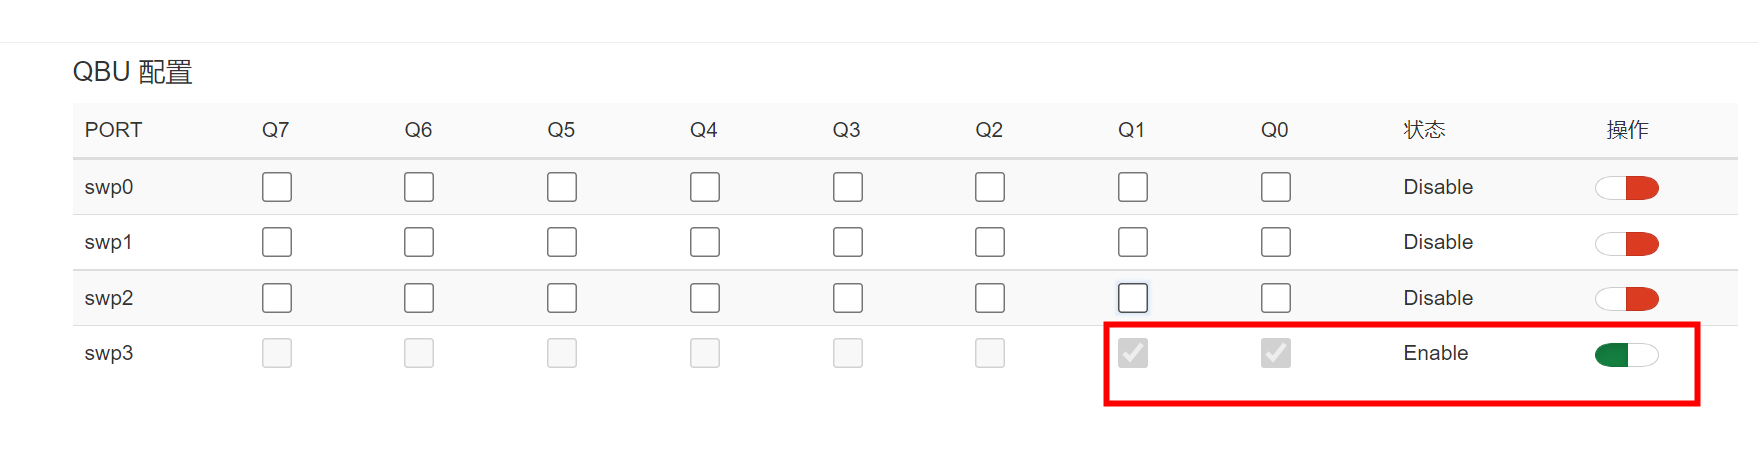 QBU 配置
PORT Q7 Q6 Q5 Q4 Q3 Q2 Q1 Q0 状态 操作
swp0 Disable
swp1 Disable
swp2 Disable
swp3 Enable